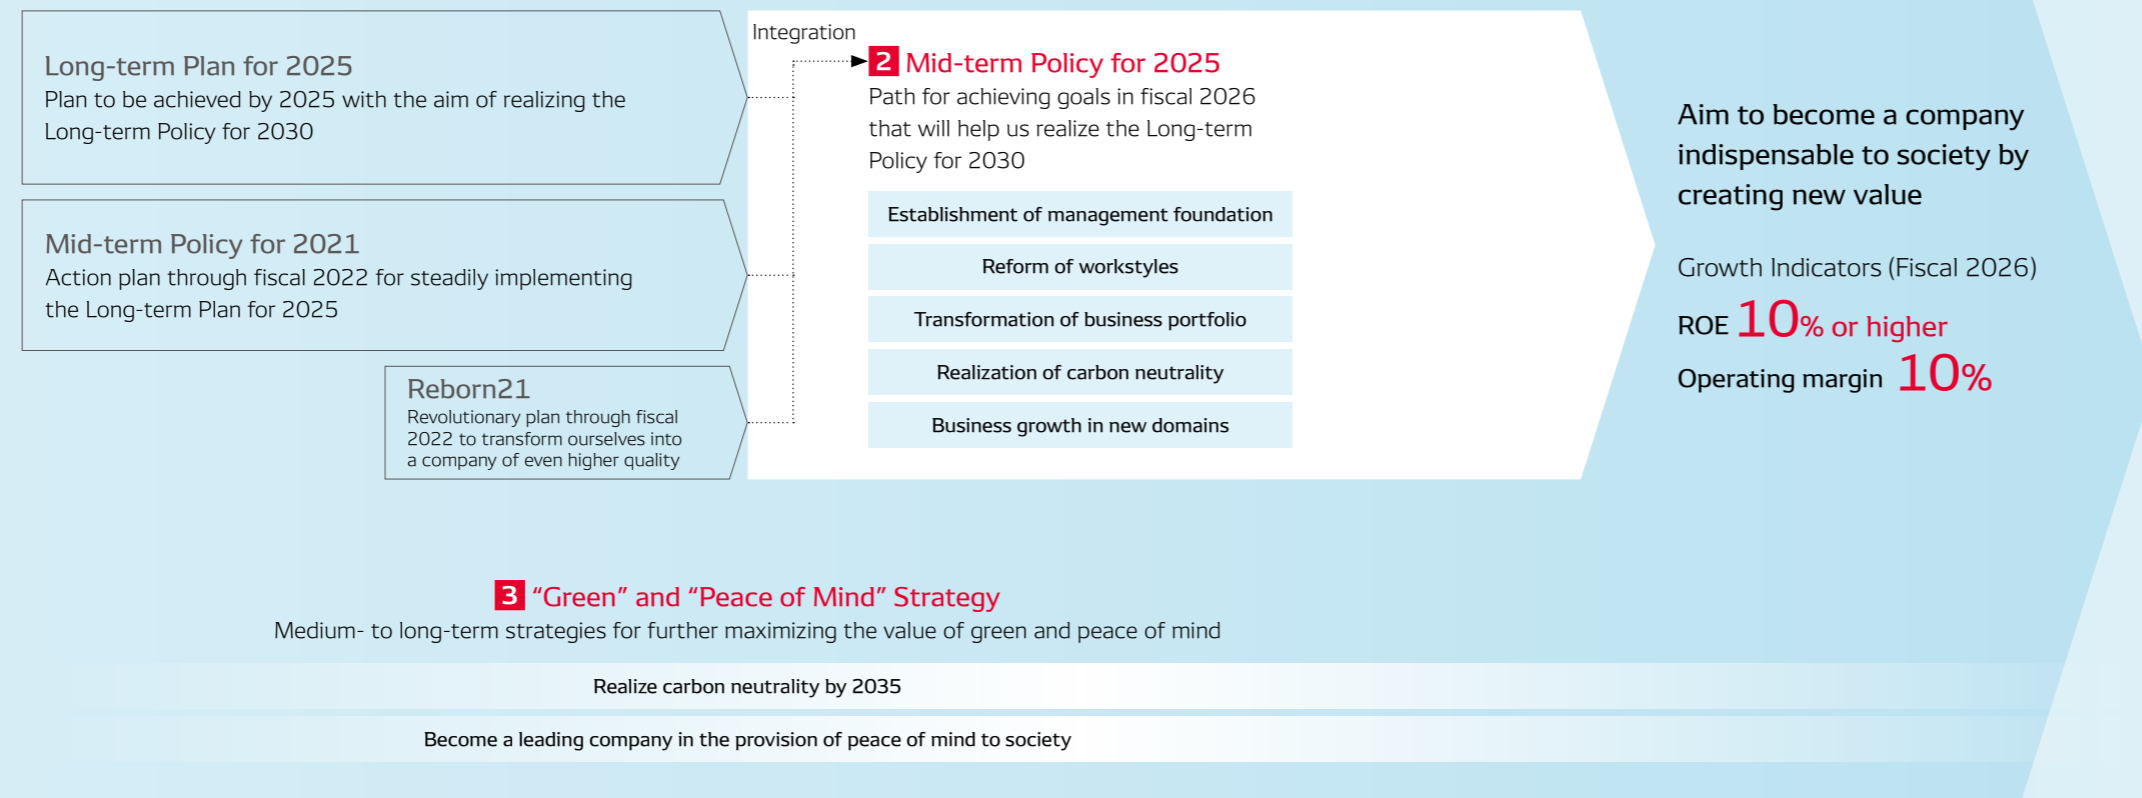 Long-term Plan for 2025
Plan to be achieved by 2025 with the aim of realizing the
Long-term Policy for 2030
Mid-term Policy for 2021
Action plan through fiscal 2022 for steadily implementing
the Long-term Plan for 2025
Reborn21
Revolutionary plan through fiscal
2022 to transform ourselves into
a company of even higher quality
Integration
2 Mid-term Policy for 2025
Path for achieving goals in fiscal 2026
that will help us realize the Long-term
Policy for 2030
Establishment of management foundation
Reform of workstyles
Transformation of business portfolio
Realization of carbon neutrality
Business growth in new domains
Aim to become a company
indispensable to society by
creating new value
Growth Indicators (Fiscal 2026)
ROE 10% or higher
Operating margin 10%
3 “Green” and “Peace of Mind” Strategy
Medium- to long-term strategies for further maximizing the value of green and peace of mind
Realize carbon neutrality by 2035
Become a leading company in the provision of peace of mind to society